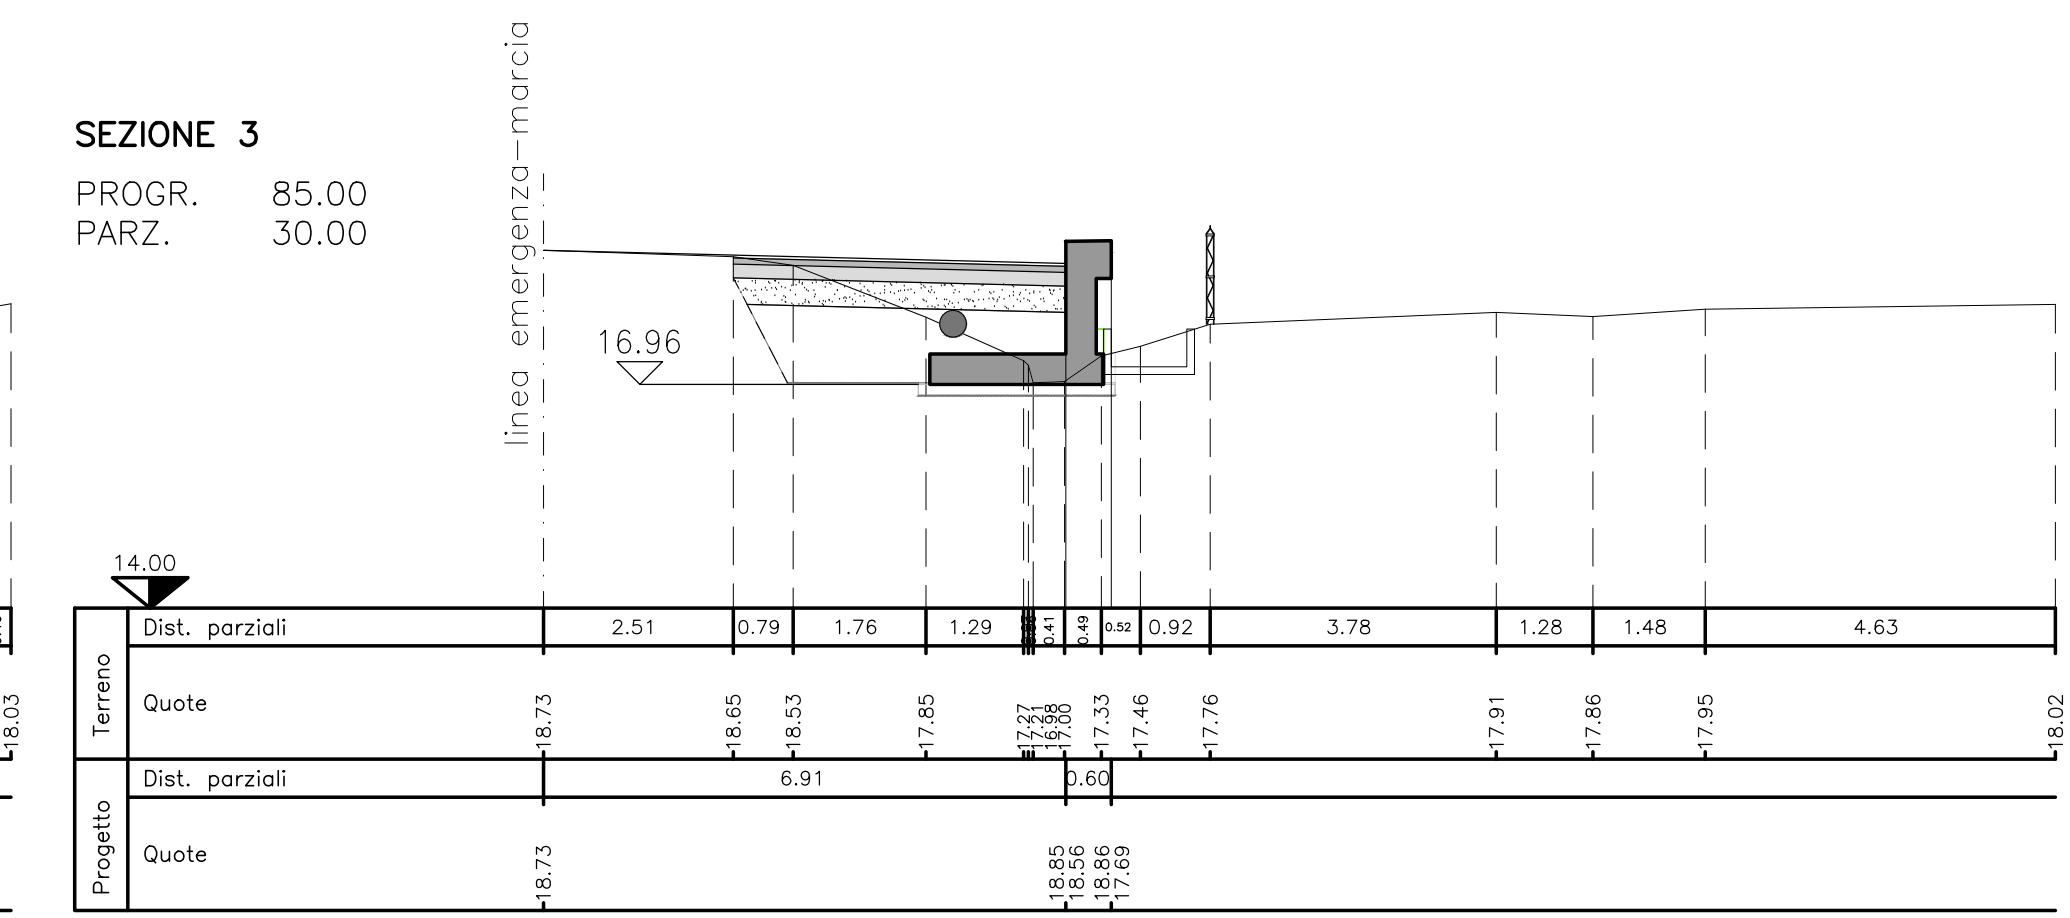 linea emergenza-marcia
SEZIONE 3
PROGR. 85.00
PARZ. 30.00
16.96
14.00
Terreno
Dist. parziali 2.51 0.79 1.76 1.29 0.41 0.49 0.52 0.92 3.78 1.28 1.48 4.63
Quote 18.73 18.65 18.53 17.85 17.27 17.21 16.98 17.00 17.33 17.46 17.76 17.91 17.86 17.95 18.02
18.03
Progetto
Dist. parziali 6.91 0.60
Quote 18.73 18.85 18.56 18.86 17.69